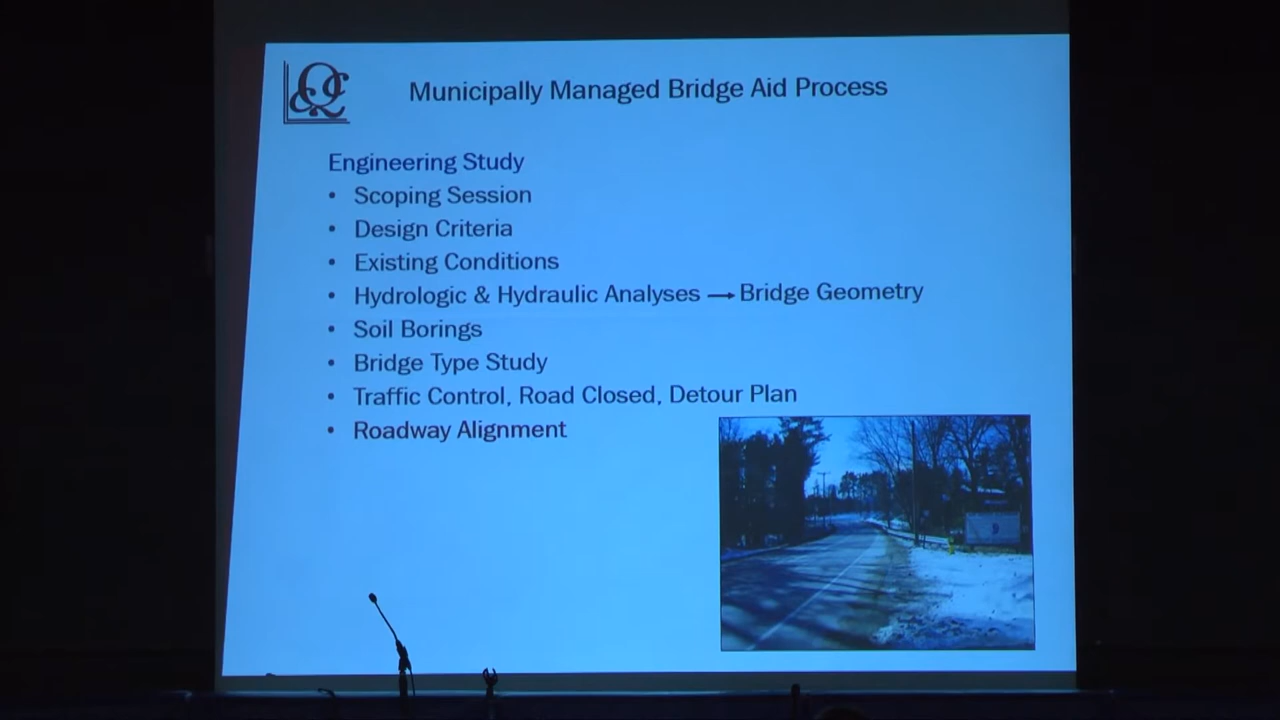 Municipally Managed Bridge Aid Process
Engineering Study
• Scoping Session
• Design Criteria
• Existing Conditions
• Hydrologic & Hydraulic Analyses → Bridge Geometry
• Soil Borings
• Bridge Type Study
• Traffic Control, Road Closed, Detour Plan
• Roadway Alignment